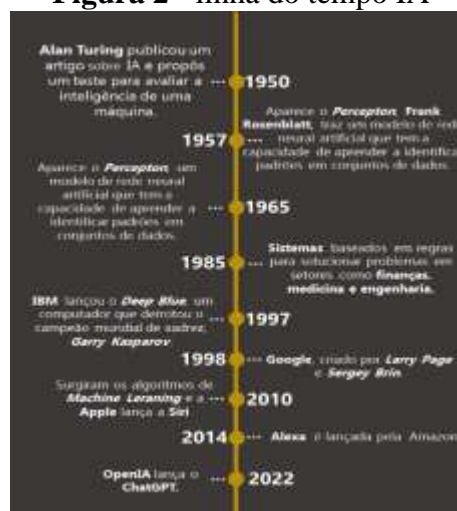 Figura 2 - linha do tempo IA
Alan Turing publicou um
artigo sobre IA e propôs
um teste para avaliar a
inteligência de uma
máquina.
1950
Aparece o Percepton, Frank
Rosenblatt, traz um modelo de rede
neural artificial que tem a
capacidade de aprender a identificar
padrões em conjuntos de dados.
1957
Aparece o Percepton, um
modelo de rede neural
artificial que tem a
capacidade de aprender a
identificar padrões em
conjuntos de dados.
1965
Sistemas baseados em regras
para solucionar problemas em
setores como finanças,
medicina e engenharia.
1985
IBM lançou o Deep Blue, um
computador que derrotou o
campeão mundial de xadrez,
Garry Kasparov
1997
1998
Google, criado por Larry Page
e Sergey Brin.
Surgiram os algoritmos de
Machine Leraning e a
Apple lança a Siri
2010
2014
Alexa é lançada pela Amazon
OpenIA lança o
ChatGPT.
2022